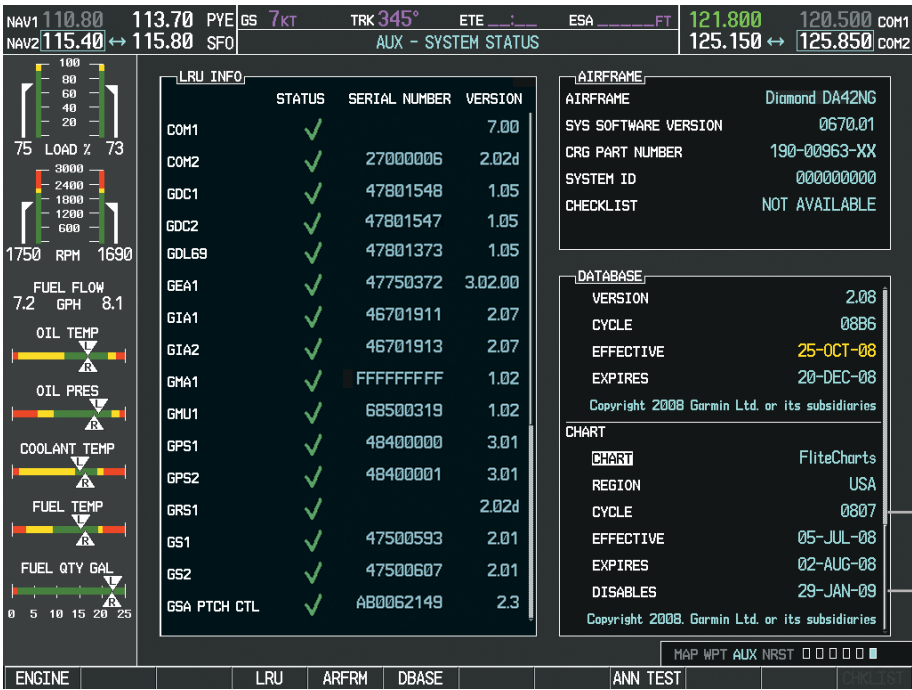 NAV1 110.80 113.70 PYE GS 7KT TRK 345° ETE __:__ ESA _____FT 121.800 120.500 COM1
NAV2 115.40 ↔ 115.80 SFO AUX - SYSTEM STATUS 125.150 ↔ 125.850 COM2
100
80
60
40
20
75 LOAD % 73
3000
2400
1800
1200
600
1750 RPM 1690
FUEL FLOW
7.2 GPH 8.1
OIL TEMP
L
R
OIL PRES
L
R
COOLANT TEMP
L
R
FUEL TEMP
L
R
FUEL QTY GAL
L
R
0 5 10 15 20 25
LRU INFO
STATUS SERIAL NUMBER VERSION
COM1 ✓ 7.00
COM2 ✓ 27000006 2.02d
GDC1 ✓ 47801548 1.05
GDC2 ✓ 47801547 1.05
GDL69 ✓ 47801373 1.05
GEA1 ✓ 47750372 3.02.00
GIA1 ✓ 46701911 2.07
GIA2 ✓ 46701913 2.07
GMA1 ✓ FFFFFFFFF 1.02
GMU1 ✓ 68500319 1.02
GPS1 ✓ 48400000 3.01
GPS2 ✓ 48400001 3.01
GRS1 ✓ 2.02d
GS1 ✓ 47500593 2.01
GS2 ✓ 47500607 2.01
GSA PTCH CTL ✓ AB0062149 2.3
AIRFRAME
AIRFRAME Diamond DA42NG
SYS SOFTWARE VERSION 0670.01
CRG PART NUMBER 190-00963-XX
SYSTEM ID 000000000
CHECKLIST NOT AVAILABLE
DATABASE
VERSION 2.08
CYCLE 08B6
EFFECTIVE 25-OCT-08
EXPIRES 20-DEC-08
Copyright 2008 Garmin Ltd. or its subsidiaries
CHART
CHART FliteCharts
REGION USA
CYCLE 0807
EFFECTIVE 05-JUL-08
EXPIRES 02-AUG-08
DISABLES 29-JAN-09
Copyright 2008. Garmin Ltd. or its subsidiaries
MAP WPT AUX NRST
ENGINE LRU ARFRM DBASE ANN TEST CHKLIST